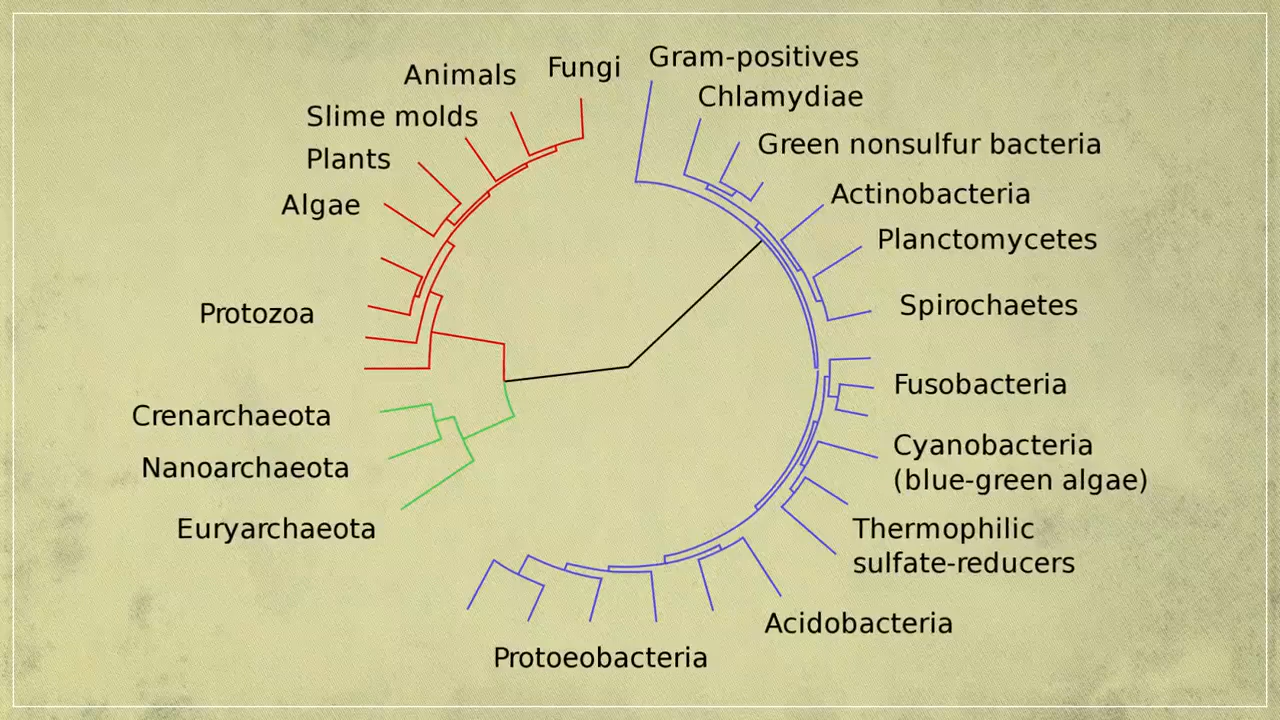 Fungi
Gram-positives
Animals
Chlamydiae
Slime molds
Green nonsulfur bacteria
Plants
Actinobacteria
Algae
Planctomycetes
Protozoa
Spirochaetes
Fusobacteria
Crenarchaeota
Cyanobacteria
(blue-green algae)
Nanoarchaeota
Thermophilic
sulfate-reducers
Euryarchaeota
Acidobacteria
Protoeobacteria